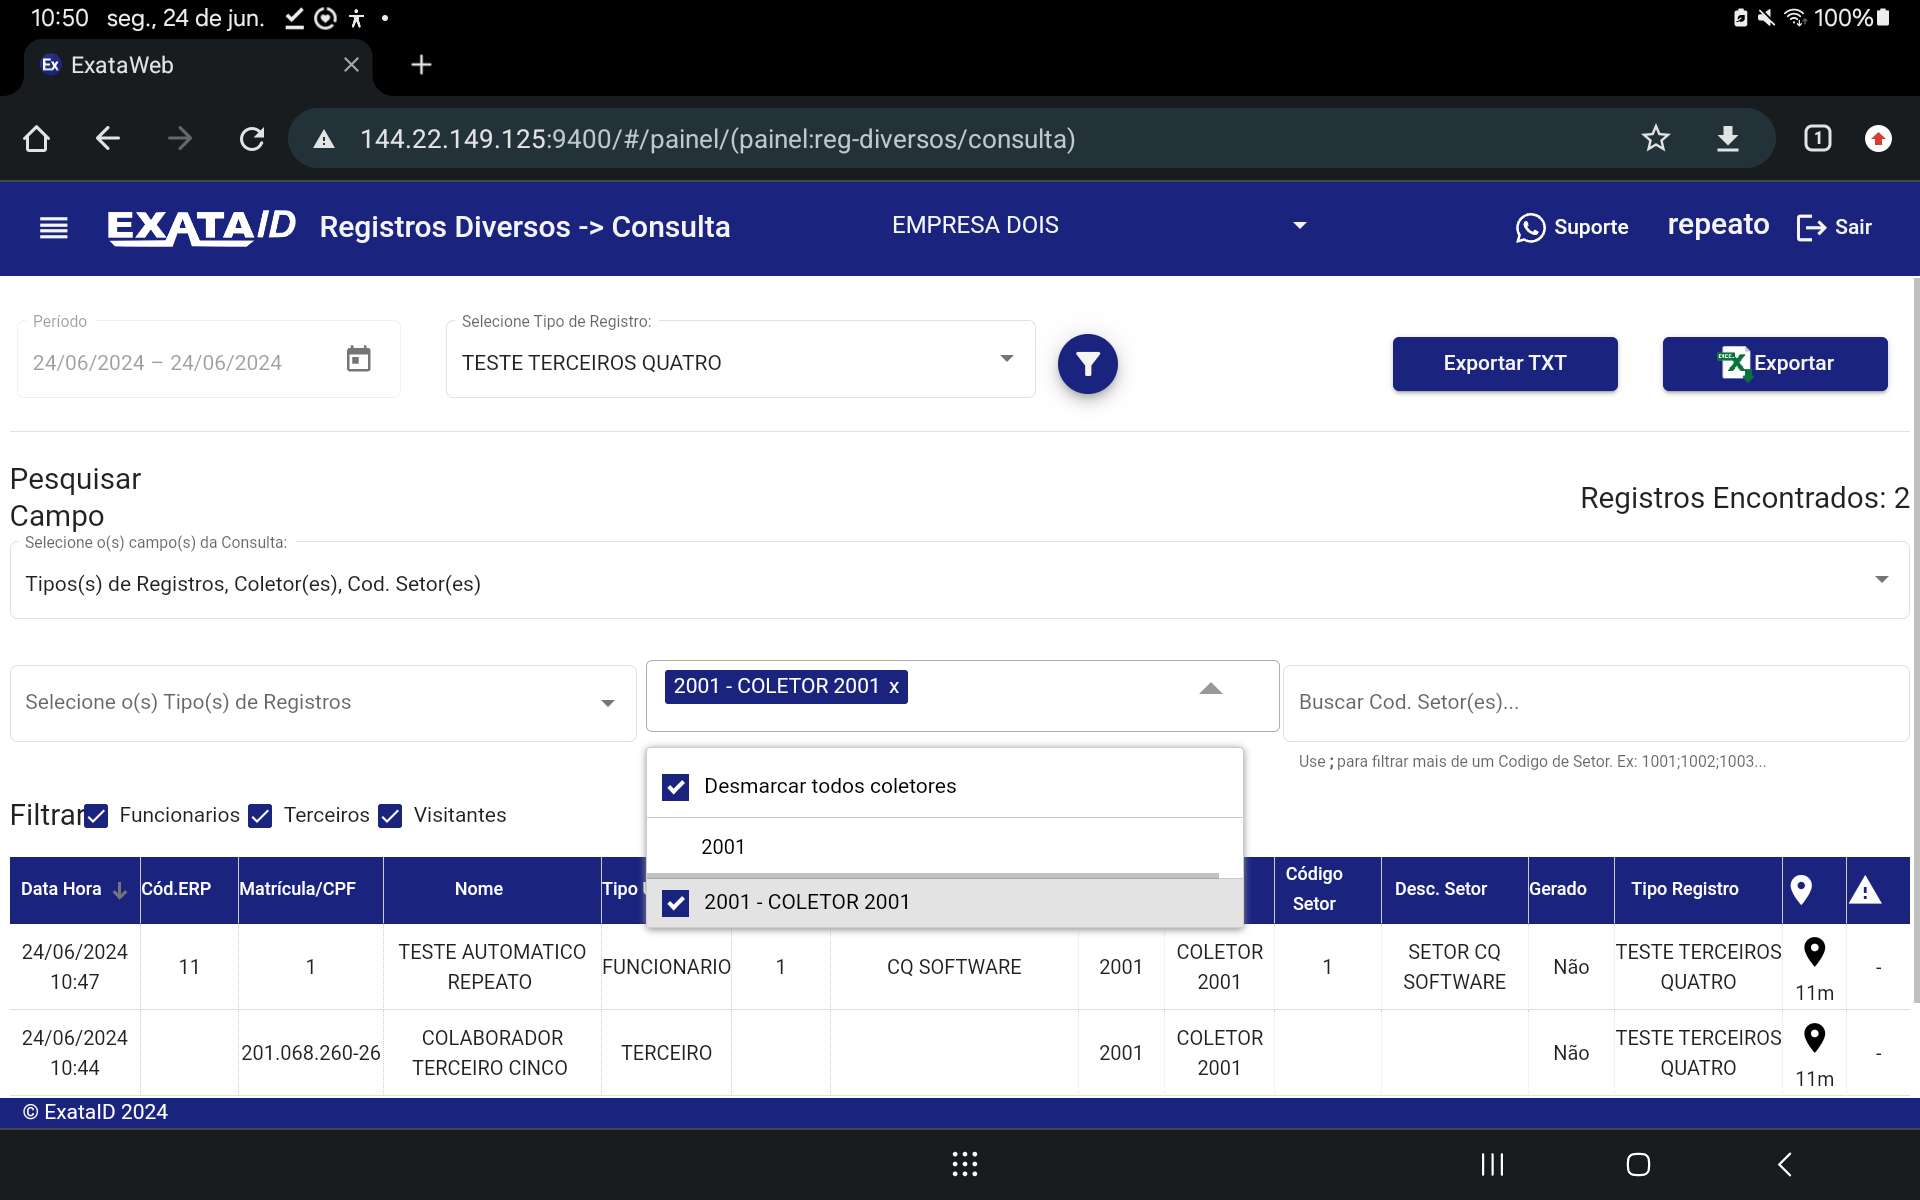 10:50 seg., 24 de jun.
100%
Ex ExataWeb
144.22.149.125:9400/#/painel/(painel:reg-diversos/consulta)
1
EXATA/ID Registros Diversos -> Consulta
EMPRESA DOIS
Suporte
repeato
Sair
Período
24/06/2024 – 24/06/2024
Selecione Tipo de Registro:
TESTE TERCEIROS QUATRO
Exportar TXT
Exportar
Pesquisar
Campo
Registros Encontrados: 2
Selecione o(s) campo(s) da Consulta:
Tipos(s) de Registros, Coletor(es), Cod. Setor(es)
Selecione o(s) Tipo(s) de Registros
2001 - COLETOR 2001 x
Buscar Cod. Setor(es)...
Use ; para filtrar mais de um Codigo de Setor. Ex: 1001;1002;1003...
Desmarcar todos coletores
2001
2001 - COLETOR 2001
Filtrar Funcionarios Terceiros Visitantes
Data Hora Cód.ERP Matrícula/CPF Nome Tipo Código Setor Desc. Setor Gerado Tipo Registro
24/06/2024 10:47 11 1 TESTE AUTOMATICO REPEATO FUNCIONARIO 1 CQ SOFTWARE 2001 COLETOR 2001 1 SETOR CQ SOFTWARE Não TESTE TERCEIROS QUATRO 11m -
24/06/2024 10:44 201.068.260-26 COLABORADOR TERCEIRO CINCO TERCEIRO 2001 COLETOR 2001 Não TESTE TERCEIROS QUATRO 11m -
© ExataID 2024